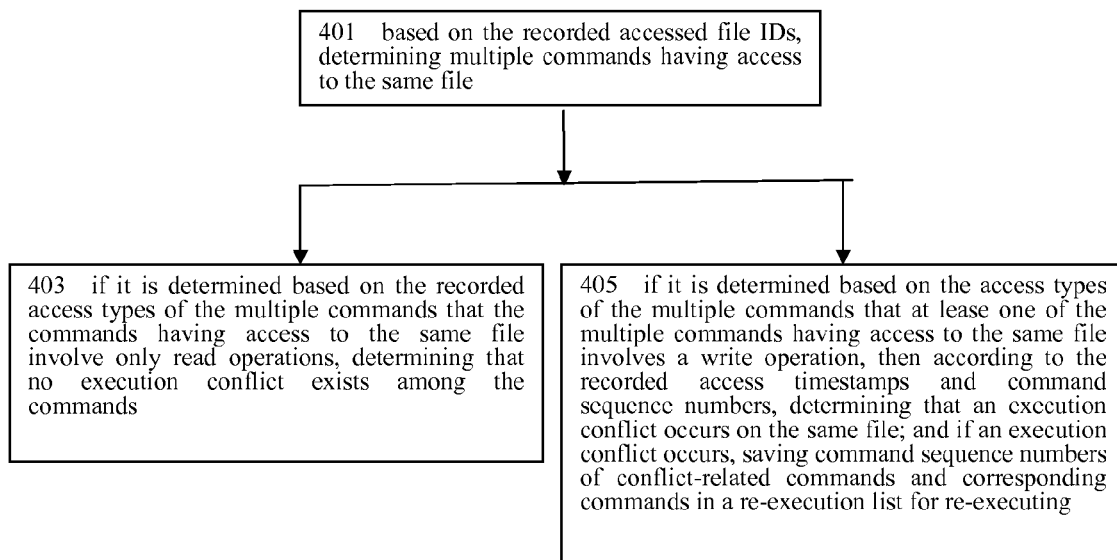 401 based on the recorded accessed file IDs,
determining multiple commands having access
to the same file
403 if it is determined based on the recorded
access types of the multiple commands that the
commands having access to the same file
involve only read operations, determining that
no execution conflict exists among the
commands
405 if it is determined based on the access types
of the multiple commands that at lease one of the
multiple commands having access to the same file
involves a write operation, then according to the
recorded access timestamps and command
sequence numbers, determining that an execution
conflict occurs on the same file; and if an execution
conflict occurs, saving command sequence numbers
of conflict-related commands and corresponding
commands in a re-execution list for re-executing